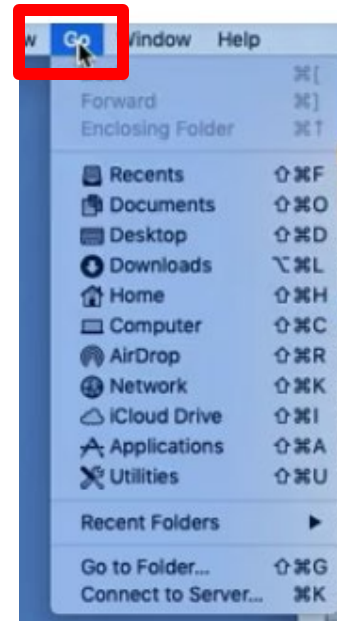 Go Window Help
⌘[
Forward ⌘]
Enclosing Folder ⌘↑
Recents ⇧⌘F
Documents ⇧⌘O
Desktop ⇧⌘D
Downloads ⌥⌘L
Home ⇧⌘H
Computer ⇧⌘C
AirDrop ⇧⌘R
Network ⇧⌘K
iCloud Drive ⇧⌘I
Applications ⇧⌘A
Utilities ⇧⌘U
Recent Folders ▶
Go to Folder... ⇧⌘G
Connect to Server... ⌘K